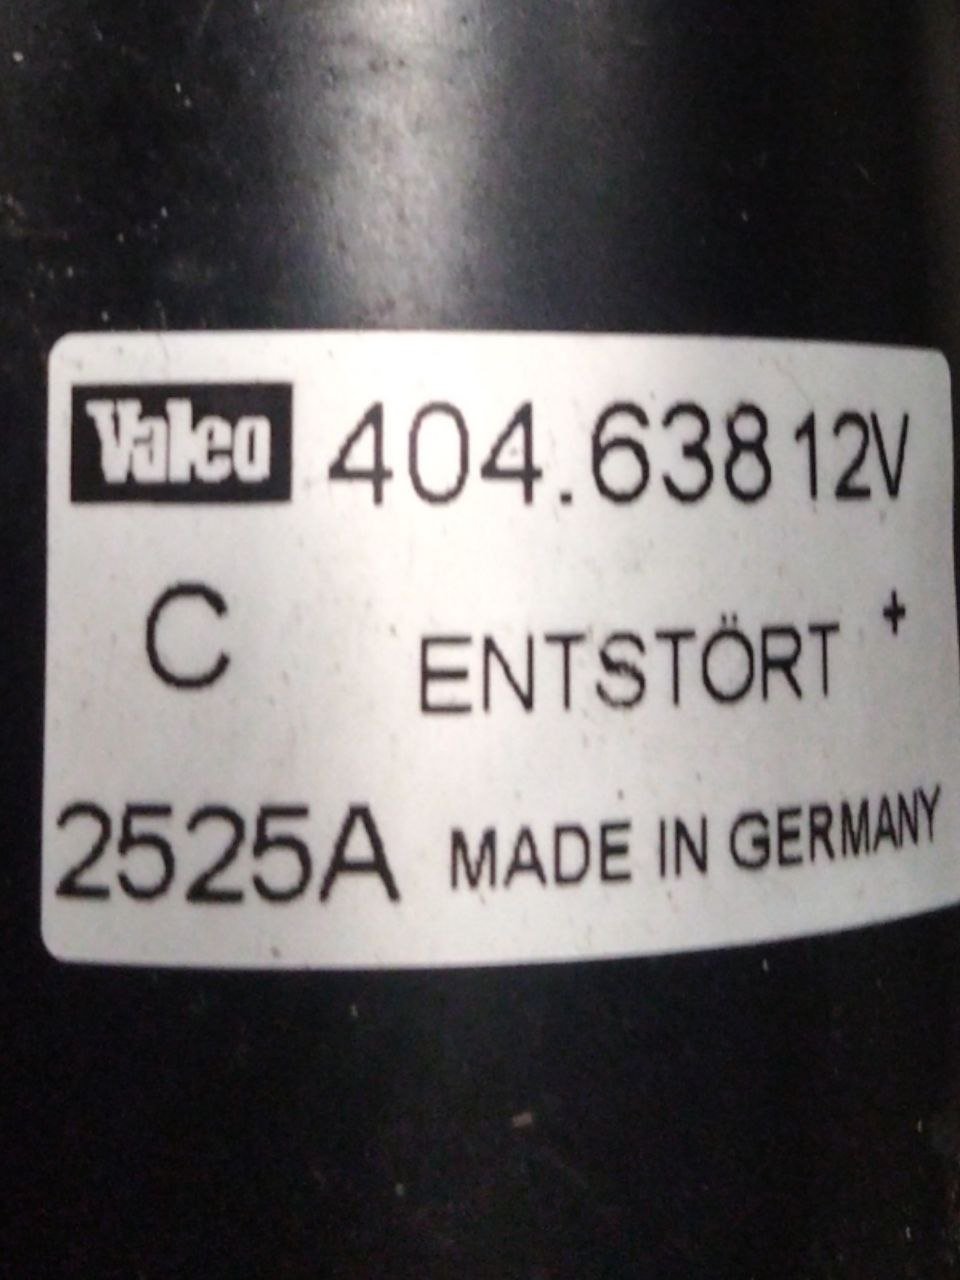 Valeo 404.638 12V
C ENTSTÖRT +
2525A MADE IN GERMANY